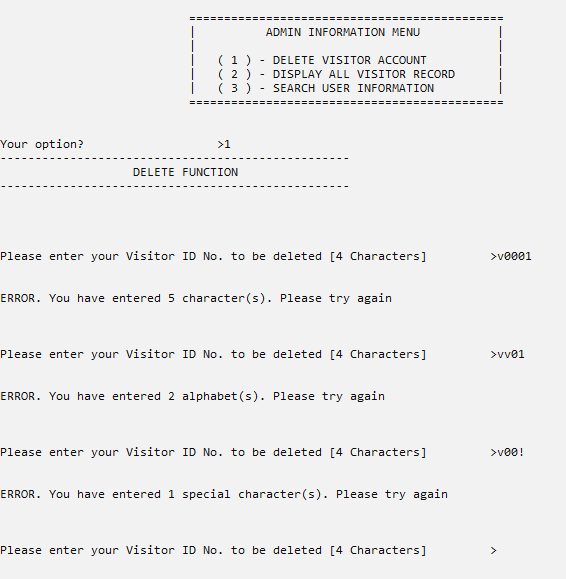 =============================================
| ADMIN INFORMATION MENU |
| |
| ( 1 ) - DELETE VISITOR ACCOUNT |
| ( 2 ) - DISPLAY ALL VISITOR RECORD |
| ( 3 ) - SEARCH USER INFORMATION |
=============================================
Your option? >1
--------------------------------------------------
DELETE FUNCTION
--------------------------------------------------
Please enter your Visitor ID No. to be deleted [4 Characters] >v0001
ERROR. You have entered 5 character(s). Please try again
Please enter your Visitor ID No. to be deleted [4 Characters] >vv01
ERROR. You have entered 2 alphabet(s). Please try again
Please enter your Visitor ID No. to be deleted [4 Characters] >v00!
ERROR. You have entered 1 special character(s). Please try again
Please enter your Visitor ID No. to be deleted [4 Characters] >